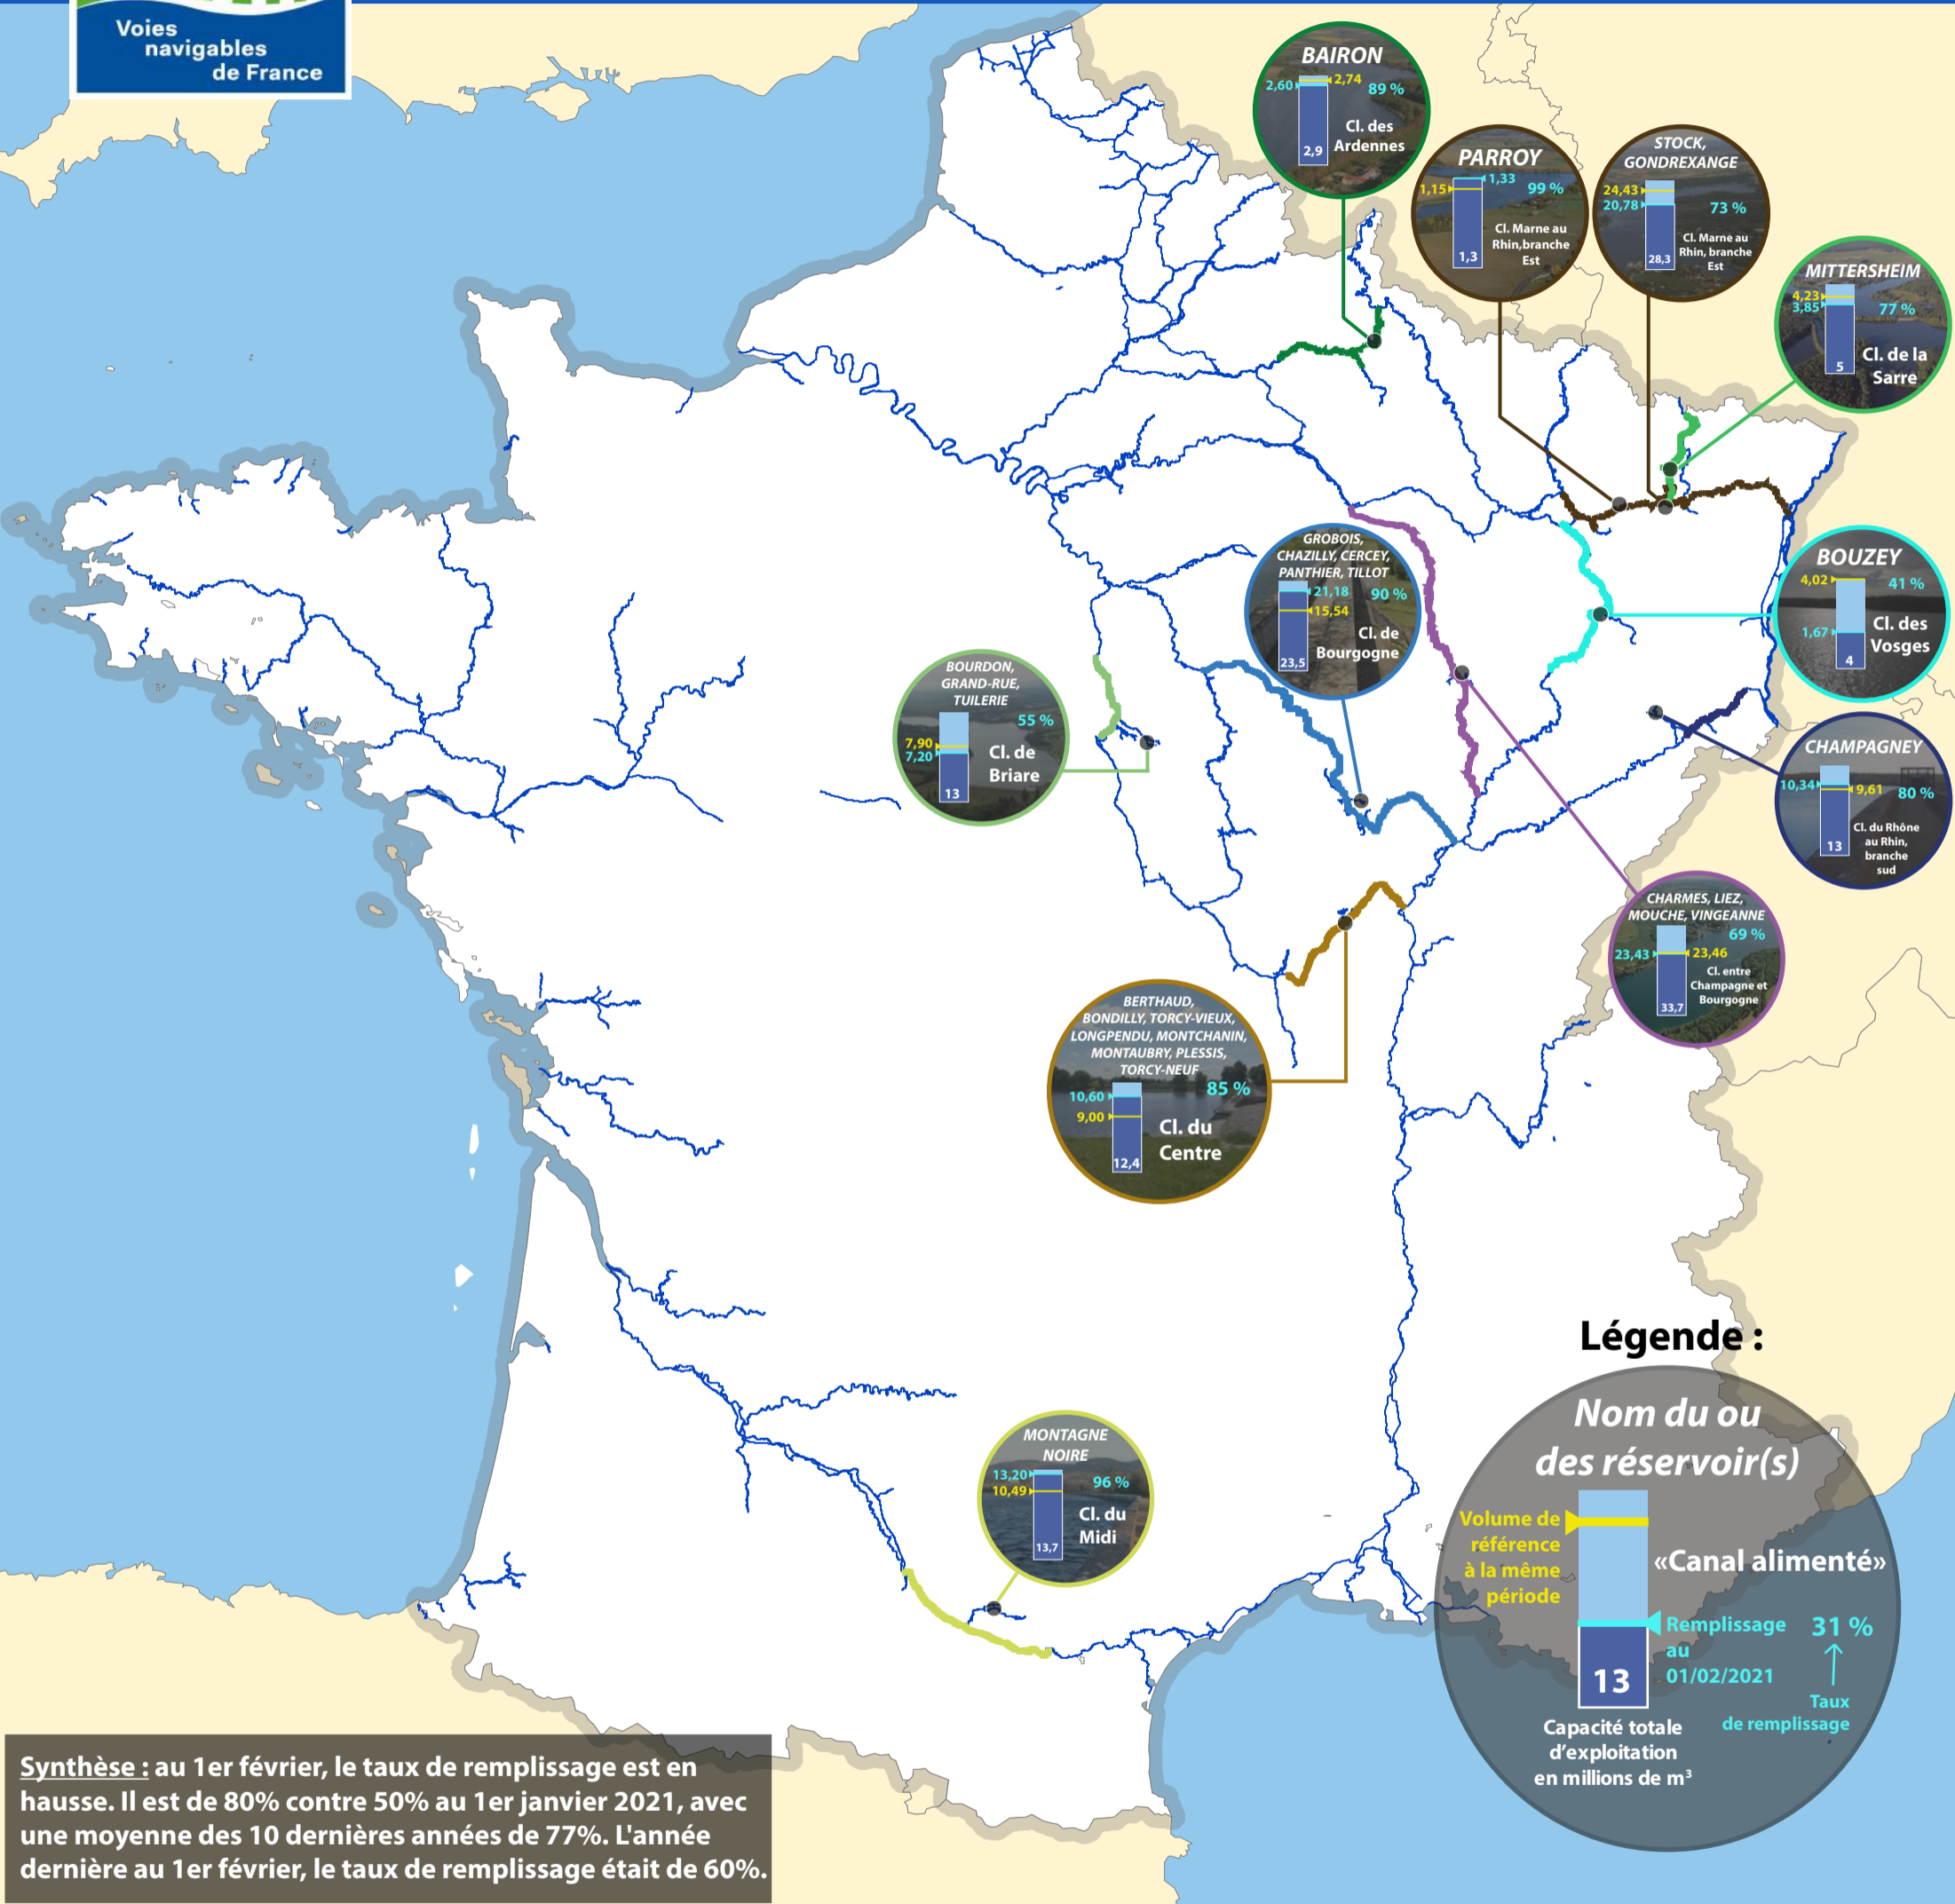 Voies
navigables
de France
BAIRON
2,60
2,74
89 %
Cl. des
Ardennes
2,9
PARROY
1,15
1,33
99 %
Cl. Marne au
Rhin,branche
Est
1,3
STOCK,
GONDREXANGE
24,43
20,78
73 %
Cl. Marne au
Rhin, branche
Est
28,3
MITTERSHEIM
4,23
3,85
77 %
Cl. de la
Sarre
5
GROBOIS,
CHAZILLY, CERCEY,
PANTHIER, TILLOT
21,18
90 %
15,54
Cl. de
Bourgogne
23,5
BOUZEY
4,02
41 %
Cl. des
Vosges
1,67
4
BOURDON,
GRAND-RUE,
TUILERIE
55 %
7,90
7,20
Cl. de
Briare
13
CHAMPAGNEY
10,34
9,61
80 %
Cl. du Rhône
au Rhin,
branche
sud
13
CHARMES, LIEZ,
MOUCHE, VINGEANNE
69 %
23,43
23,46
Cl. entre
Champagne et
Bourgogne
33,7
BERTHAUD,
BONDILLY, TORCY-VIEUX,
LONGPENDU, MONTCHANIN,
MONTAUBRY, PLESSIS,
TORCY-NEUF
85 %
10,60
9,00
Cl. du
Centre
12,4
MONTAGNE
NOIRE
13,20
96 %
10,49
Cl. du
Midi
13,7
Légende :
Nom du ou
des réservoir(s)
Volume de
référence
à la même
période
«Canal alimenté»
Remplissage
au
01/02/2021
31 %
Taux
de remplissage
13
Capacité totale
d'exploitation
en millions de m³
Synthèse : au 1er février, le taux de remplissage est en
hausse. Il est de 80% contre 50% au 1er janvier 2021, avec
une moyenne des 10 dernières années de 77%. L'année
dernière au 1er février, le taux de remplissage était de 60%.